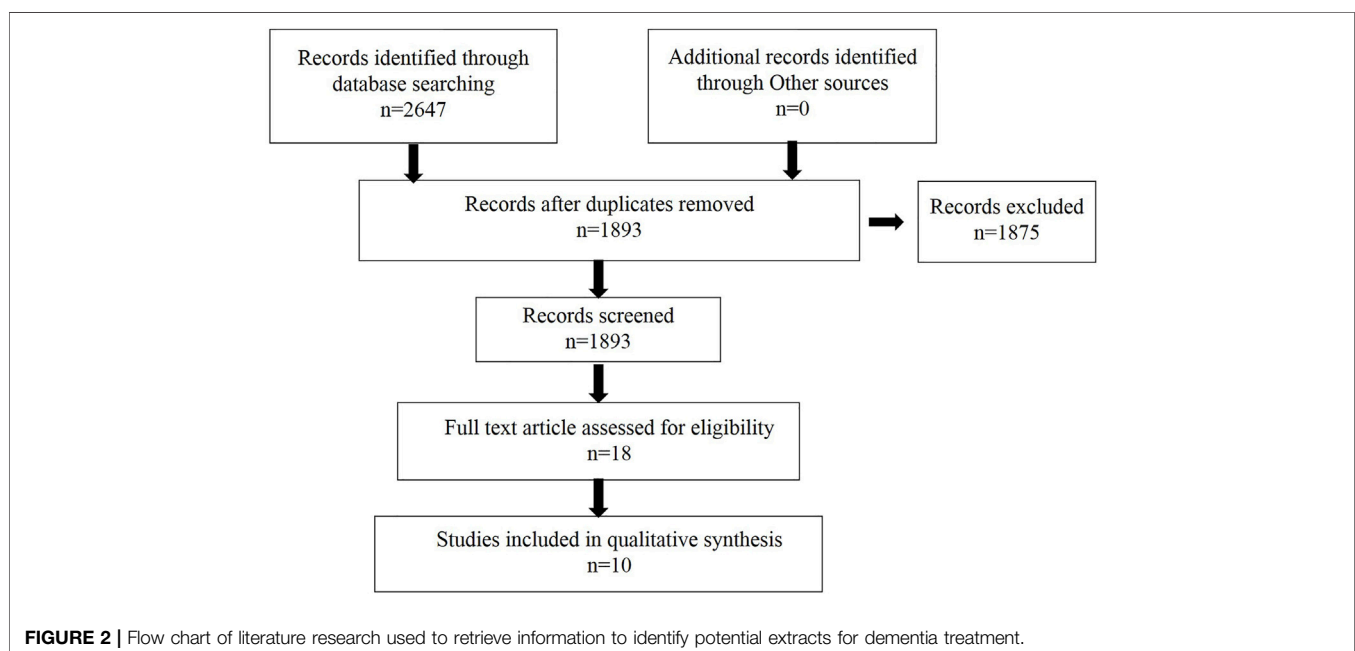 Records identified through
database searching
n=2647
Additional records identified
through Other sources
n=0
Records after duplicates removed
n=1893
Records excluded
n=1875
Records screened
n=1893
Full text article assessed for eligibility
n=18
Studies included in qualitative synthesis
n=10
FIGURE 2 | Flow chart of literature research used to retrieve information to identify potential extracts for dementia treatment.